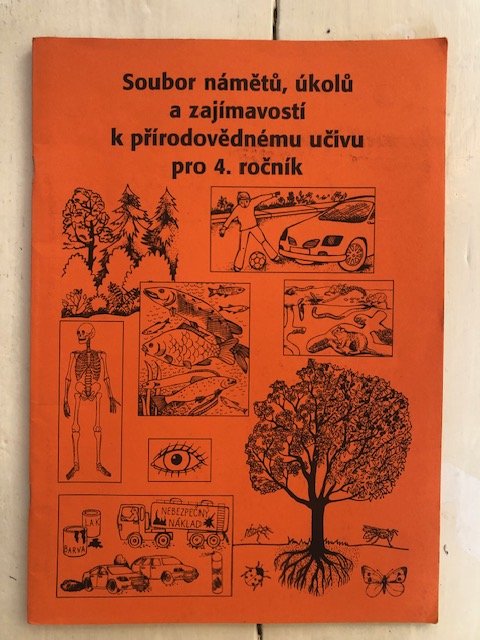 Soubor námětů, úkolů
a zajímavostí
k přírodovědnému učivu
pro 4. ročník
LAK
BARVA
NEBEZPEČNÝ
NÁKLAD